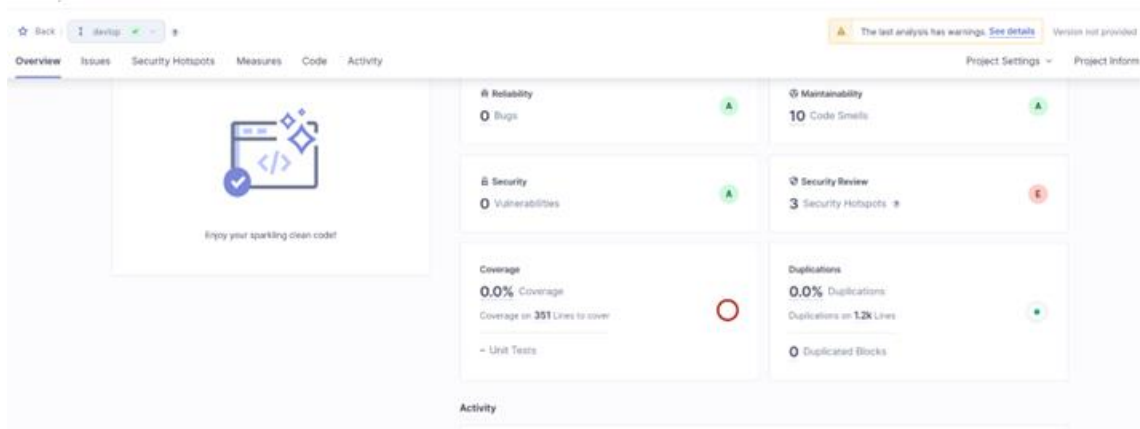 Back
The last analysis has warnings. See details
Version not provided
Overview Issues Security Hotspots Measures Code Activity
Project Settings
Project Inform
Reliability
0 Bugs
A
Maintainability
10 Code Smells
A
Security
0 Vulnerabilities
A
Security Review
3 Security Hotspots
E
Enjoy your sparkling clean code!
Coverage
0.0% Coverage
Coverage on 351 Lines to cover
- Unit Tests
Duplications
0.0% Duplications
Duplications on 1.2k Lines
0 Duplicated Blocks
Activity